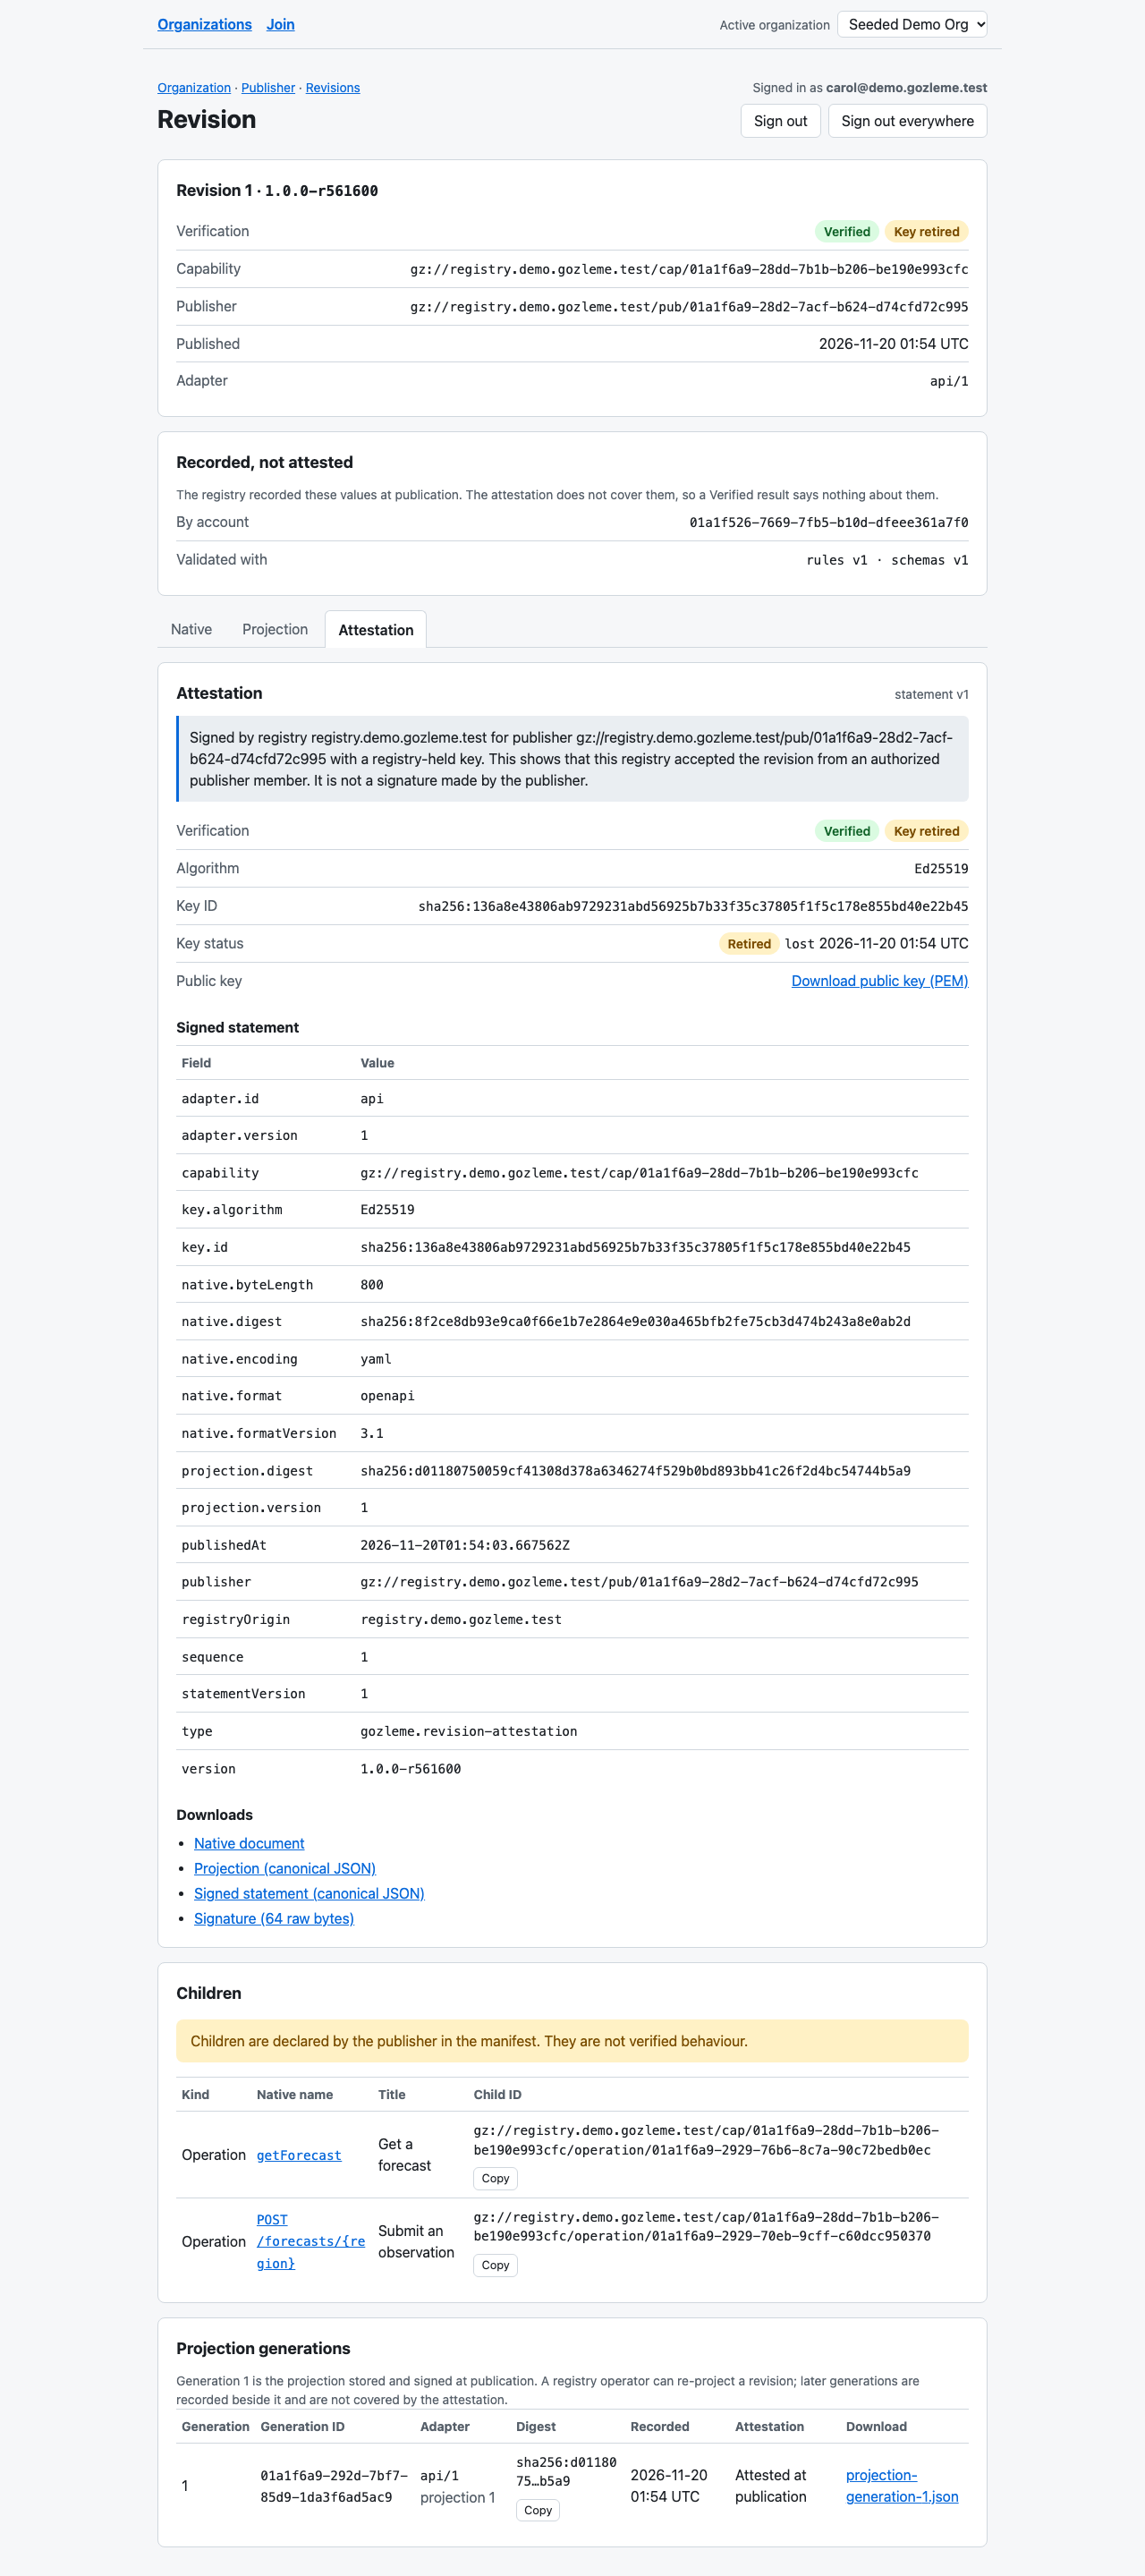 Organizations Join Active organization Seeded Demo Org
Organization · Publisher · Revisions Signed in as carol@demo.gozleme.test
Revision Sign out Sign out everywhere
Revision 1 · 1.0.0-r561600
Verification Verified Key retired
Capability gz://registry.demo.gozleme.test/cap/01a1f6a9-28dd-7b1b-b206-be190e993cfc
Publisher gz://registry.demo.gozleme.test/pub/01a1f6a9-28d2-7acf-b624-d74cfd72c995
Published 2026-11-20 01:54 UTC
Adapter api/1
Recorded, not attested
The registry recorded these values at publication. The attestation does not cover them, so a Verified result says nothing about them.
By account 01a1f526-7669-7fb5-b10d-dfeee361a7f0
Validated with rules v1 · schemas v1
Native Projection Attestation
Attestation statement v1
Signed by registry registry.demo.gozleme.test for publisher gz://registry.demo.gozleme.test/pub/01a1f6a9-28d2-7acf-
b624-d74cfd72c995 with a registry-held key. This shows that this registry accepted the revision from an authorized
publisher member. It is not a signature made by the publisher.
Verification Verified Key retired
Algorithm Ed25519
Key ID sha256:136a8e43806ab9729231abd56925b7b33f35c37805f1f5c178e855bd40e22b45
Key status Retired lost 2026-11-20 01:54 UTC
Public key Download public key (PEM)
Signed statement
Field Value
adapter.id api
adapter.version 1
capability gz://registry.demo.gozleme.test/cap/01a1f6a9-28dd-7b1b-b206-be190e993cfc
key.algorithm Ed25519
key.id sha256:136a8e43806ab9729231abd56925b7b33f35c37805f1f5c178e855bd40e22b45
native.byteLength 800
native.digest sha256:8f2ce8db93e9ca0f66e1b7e2864e9e030a465bfb2fe75cb3d474b243a8e0ab2d
native.encoding yaml
native.format openapi
native.formatVersion 3.1
projection.digest sha256:d01180750059cf41308d378a6346274f529b0bd893bb41c26f2d4bc54744b5a9
projection.version 1
publishedAt 2026-11-20T01:54:03.667562Z
publisher gz://registry.demo.gozleme.test/pub/01a1f6a9-28d2-7acf-b624-d74cfd72c995
registryOrigin registry.demo.gozleme.test
sequence 1
statementVersion 1
type gozleme.revision-attestation
version 1.0.0-r561600
Downloads
• Native document
• Projection (canonical JSON)
• Signed statement (canonical JSON)
• Signature (64 raw bytes)
Children
Children are declared by the publisher in the manifest. They are not verified behaviour.
Kind Native name Title Child ID
Operation getForecast Get a forecast gz://registry.demo.gozleme.test/cap/01a1f6a9-28dd-7b1b-b206-
be190e993cfc/operation/01a1f6a9-2929-76b6-8c7a-90c72bedb0ec
Copy
Operation POST /forecasts/{region} Submit an observation gz://registry.demo.gozleme.test/cap/01a1f6a9-28dd-7b1b-b206-
be190e993cfc/operation/01a1f6a9-2929-70eb-9cff-c60dcc950370
Copy
Projection generations
Generation 1 is the projection stored and signed at publication. A registry operator can re-project a revision; later generations are
recorded beside it and are not covered by the attestation.
Generation Generation ID Adapter Digest Recorded Attestation Download
1 01a1f6a9-292d-7bf7-85d9-1da3f6ad5ac9 api/1 projection 1 sha256:d0118075…b5a9 Copy 2026-11-20 01:54 UTC Attested at publication projection-generation-1.json